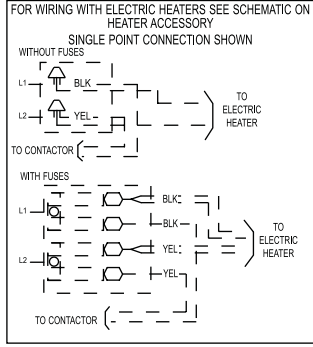 FOR WIRING WITH ELECTRIC HEATERS SEE SCHEMATIC ON
HEATER ACCESSORY
SINGLE POINT CONNECTION SHOWN
WITHOUT FUSES
L1
BLK
TO
ELECTRIC
HEATER
L2
YEL
TO CONTACTOR
WITH FUSES
BLK
L1
BLK
TO
ELECTRIC
HEATER
YEL
L2
YEL
TO CONTACTOR